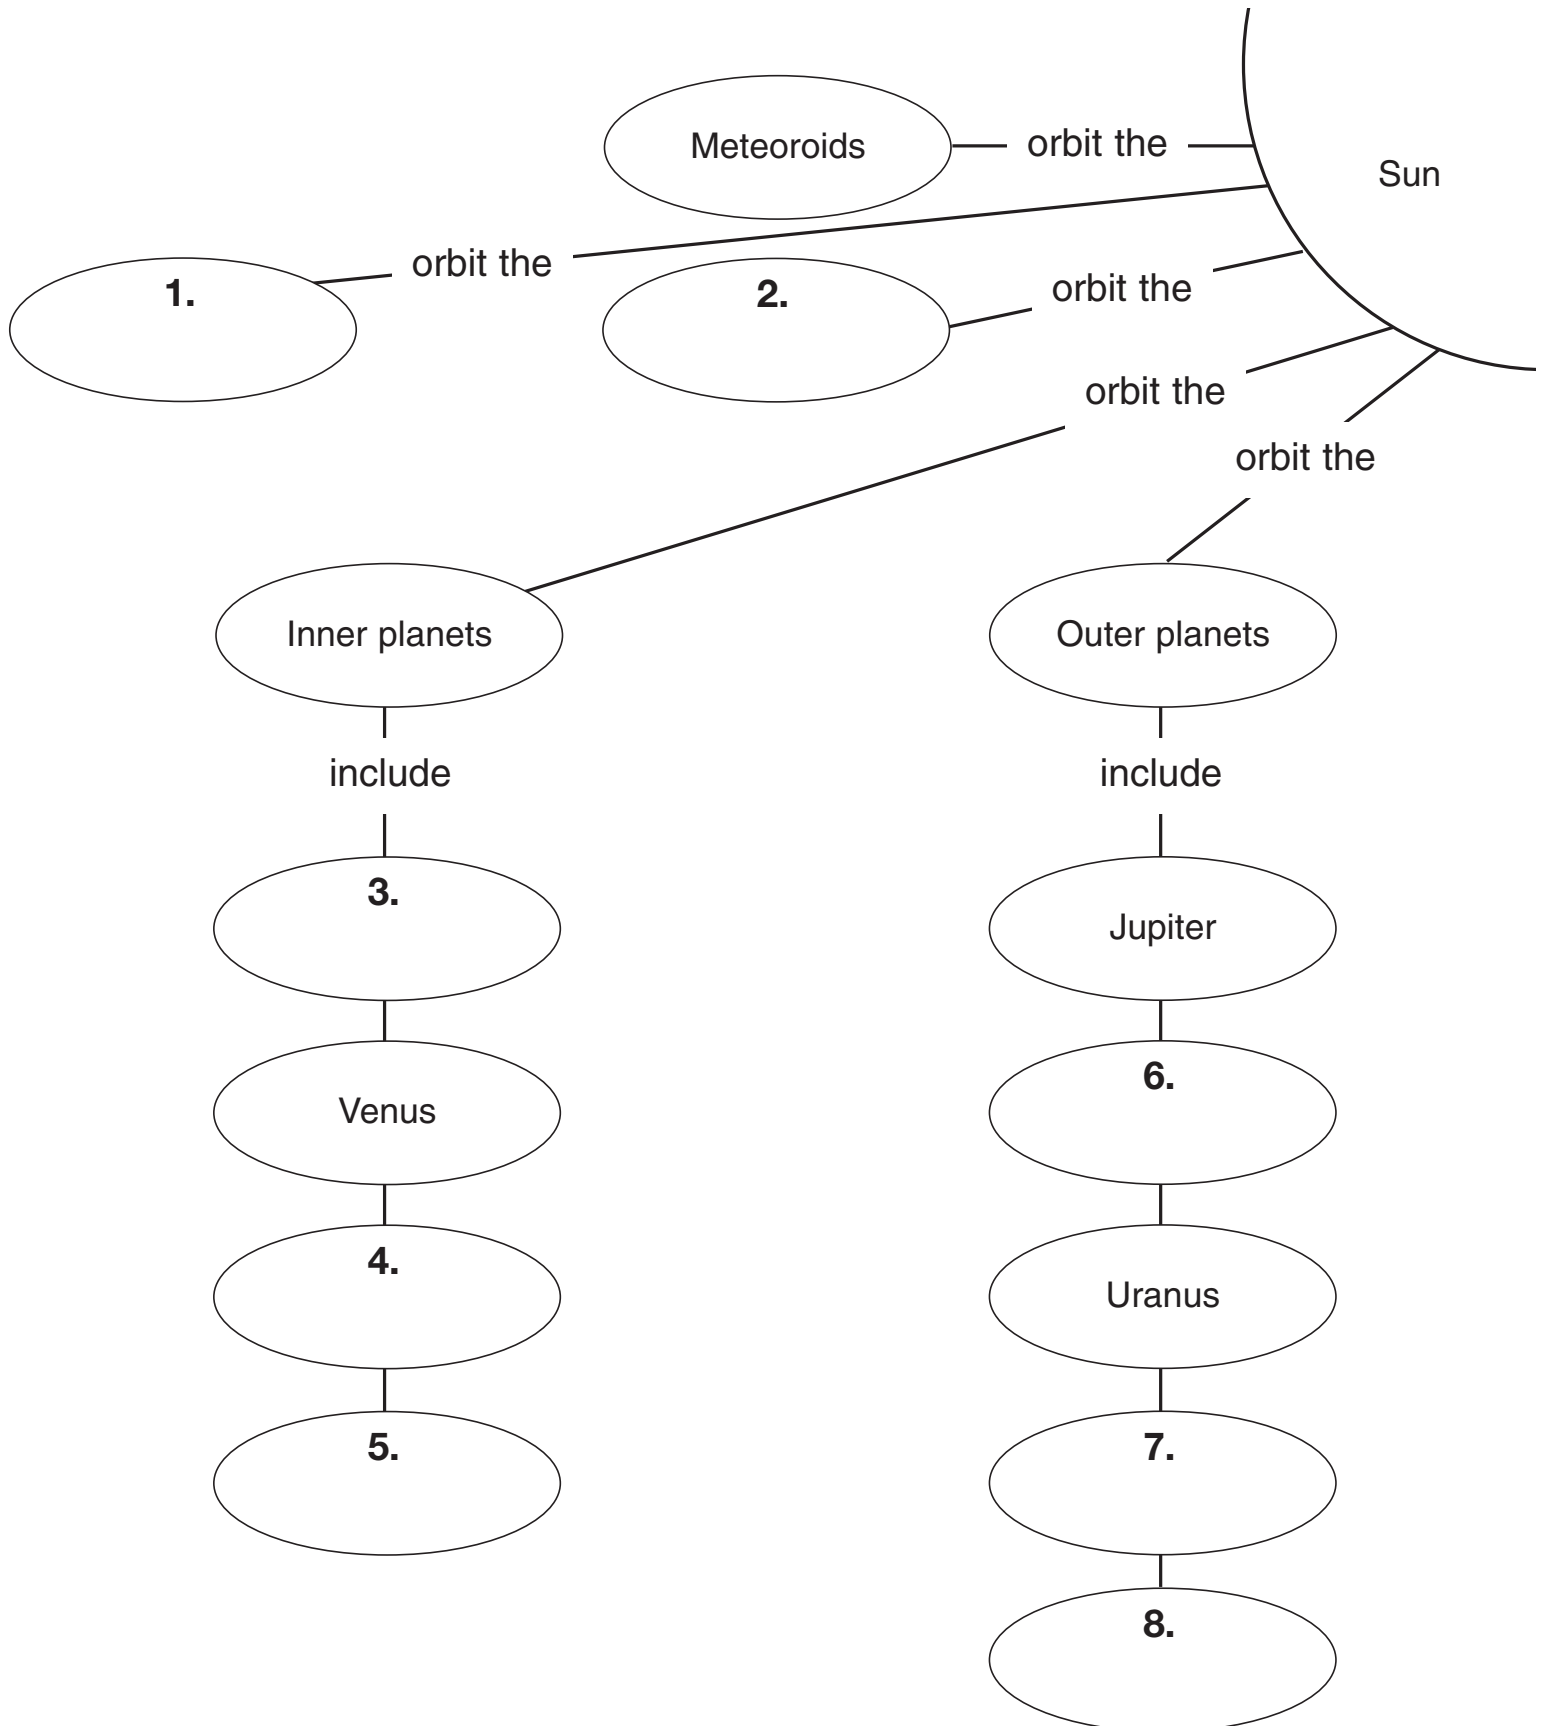 Meteoroids
orbit the
Sun
orbit the
1.
2.
orbit the
orbit the
orbit the
Inner planets
Outer planets
include
include
3.
Jupiter
Venus
6.
4.
Uranus
5.
7.
8.